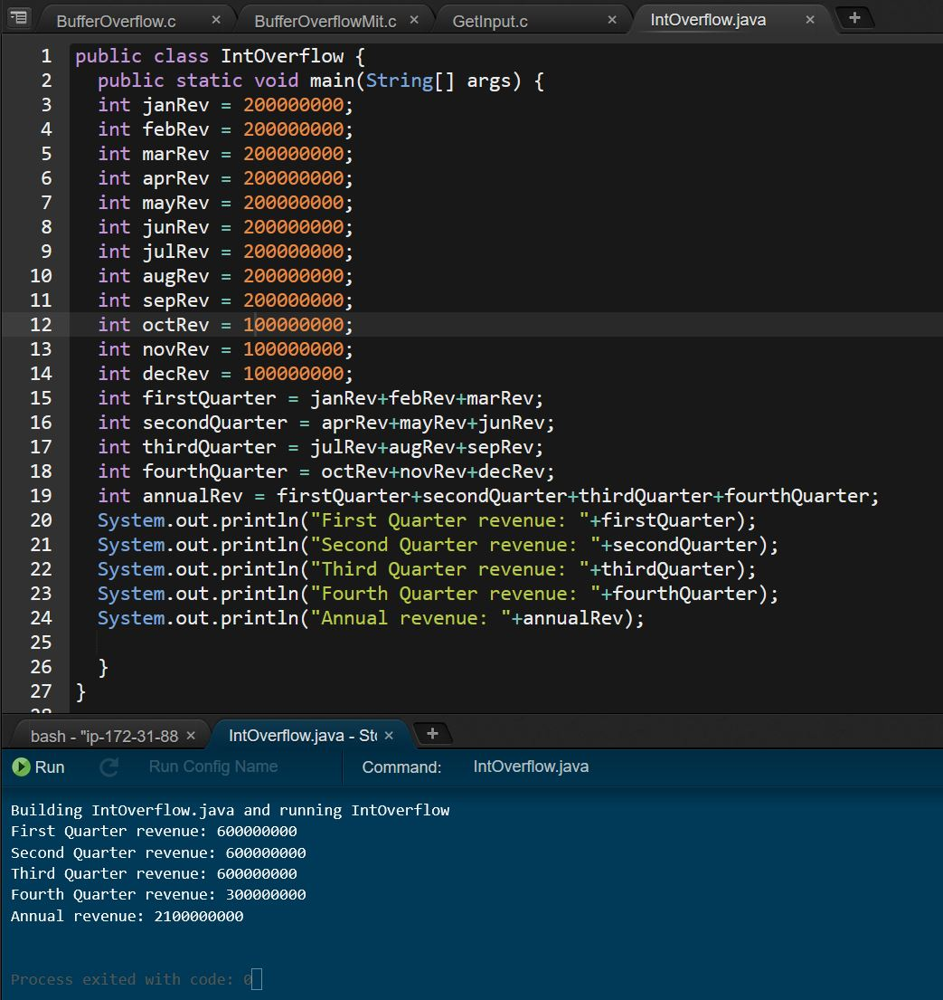 BufferOverflow.c × BufferOverflowMit.c × GetInput.c × IntOverflow.java × +
1 public class IntOverflow {
2 public static void main(String[] args) {
3 int janRev = 200000000;
4 int febRev = 200000000;
5 int marRev = 200000000;
6 int aprRev = 200000000;
7 int mayRev = 200000000;
8 int junRev = 200000000;
9 int julRev = 200000000;
10 int augRev = 200000000;
11 int sepRev = 200000000;
12 int octRev = 100000000;
13 int novRev = 100000000;
14 int decRev = 100000000;
15 int firstQuarter = janRev+febRev+marRev;
16 int secondQuarter = aprRev+mayRev+junRev;
17 int thirdQuarter = julRev+augRev+sepRev;
18 int fourthQuarter = octRev+novRev+decRev;
19 int annualRev = firstQuarter+secondQuarter+thirdQuarter+fourthQuarter;
20 System.out.println("First Quarter revenue: "+firstQuarter);
21 System.out.println("Second Quarter revenue: "+secondQuarter);
22 System.out.println("Third Quarter revenue: "+thirdQuarter);
23 System.out.println("Fourth Quarter revenue: "+fourthQuarter);
24 System.out.println("Annual revenue: "+annualRev);
25
26 }
27 }
bash - "ip-172-31-88 × IntOverflow.java - Sto × +
Run Run Config Name Command: IntOverflow.java
Building IntOverflow.java and running IntOverflow
First Quarter revenue: 600000000
Second Quarter revenue: 600000000
Third Quarter revenue: 600000000
Fourth Quarter revenue: 300000000
Annual revenue: 2100000000
Process exited with code: 0